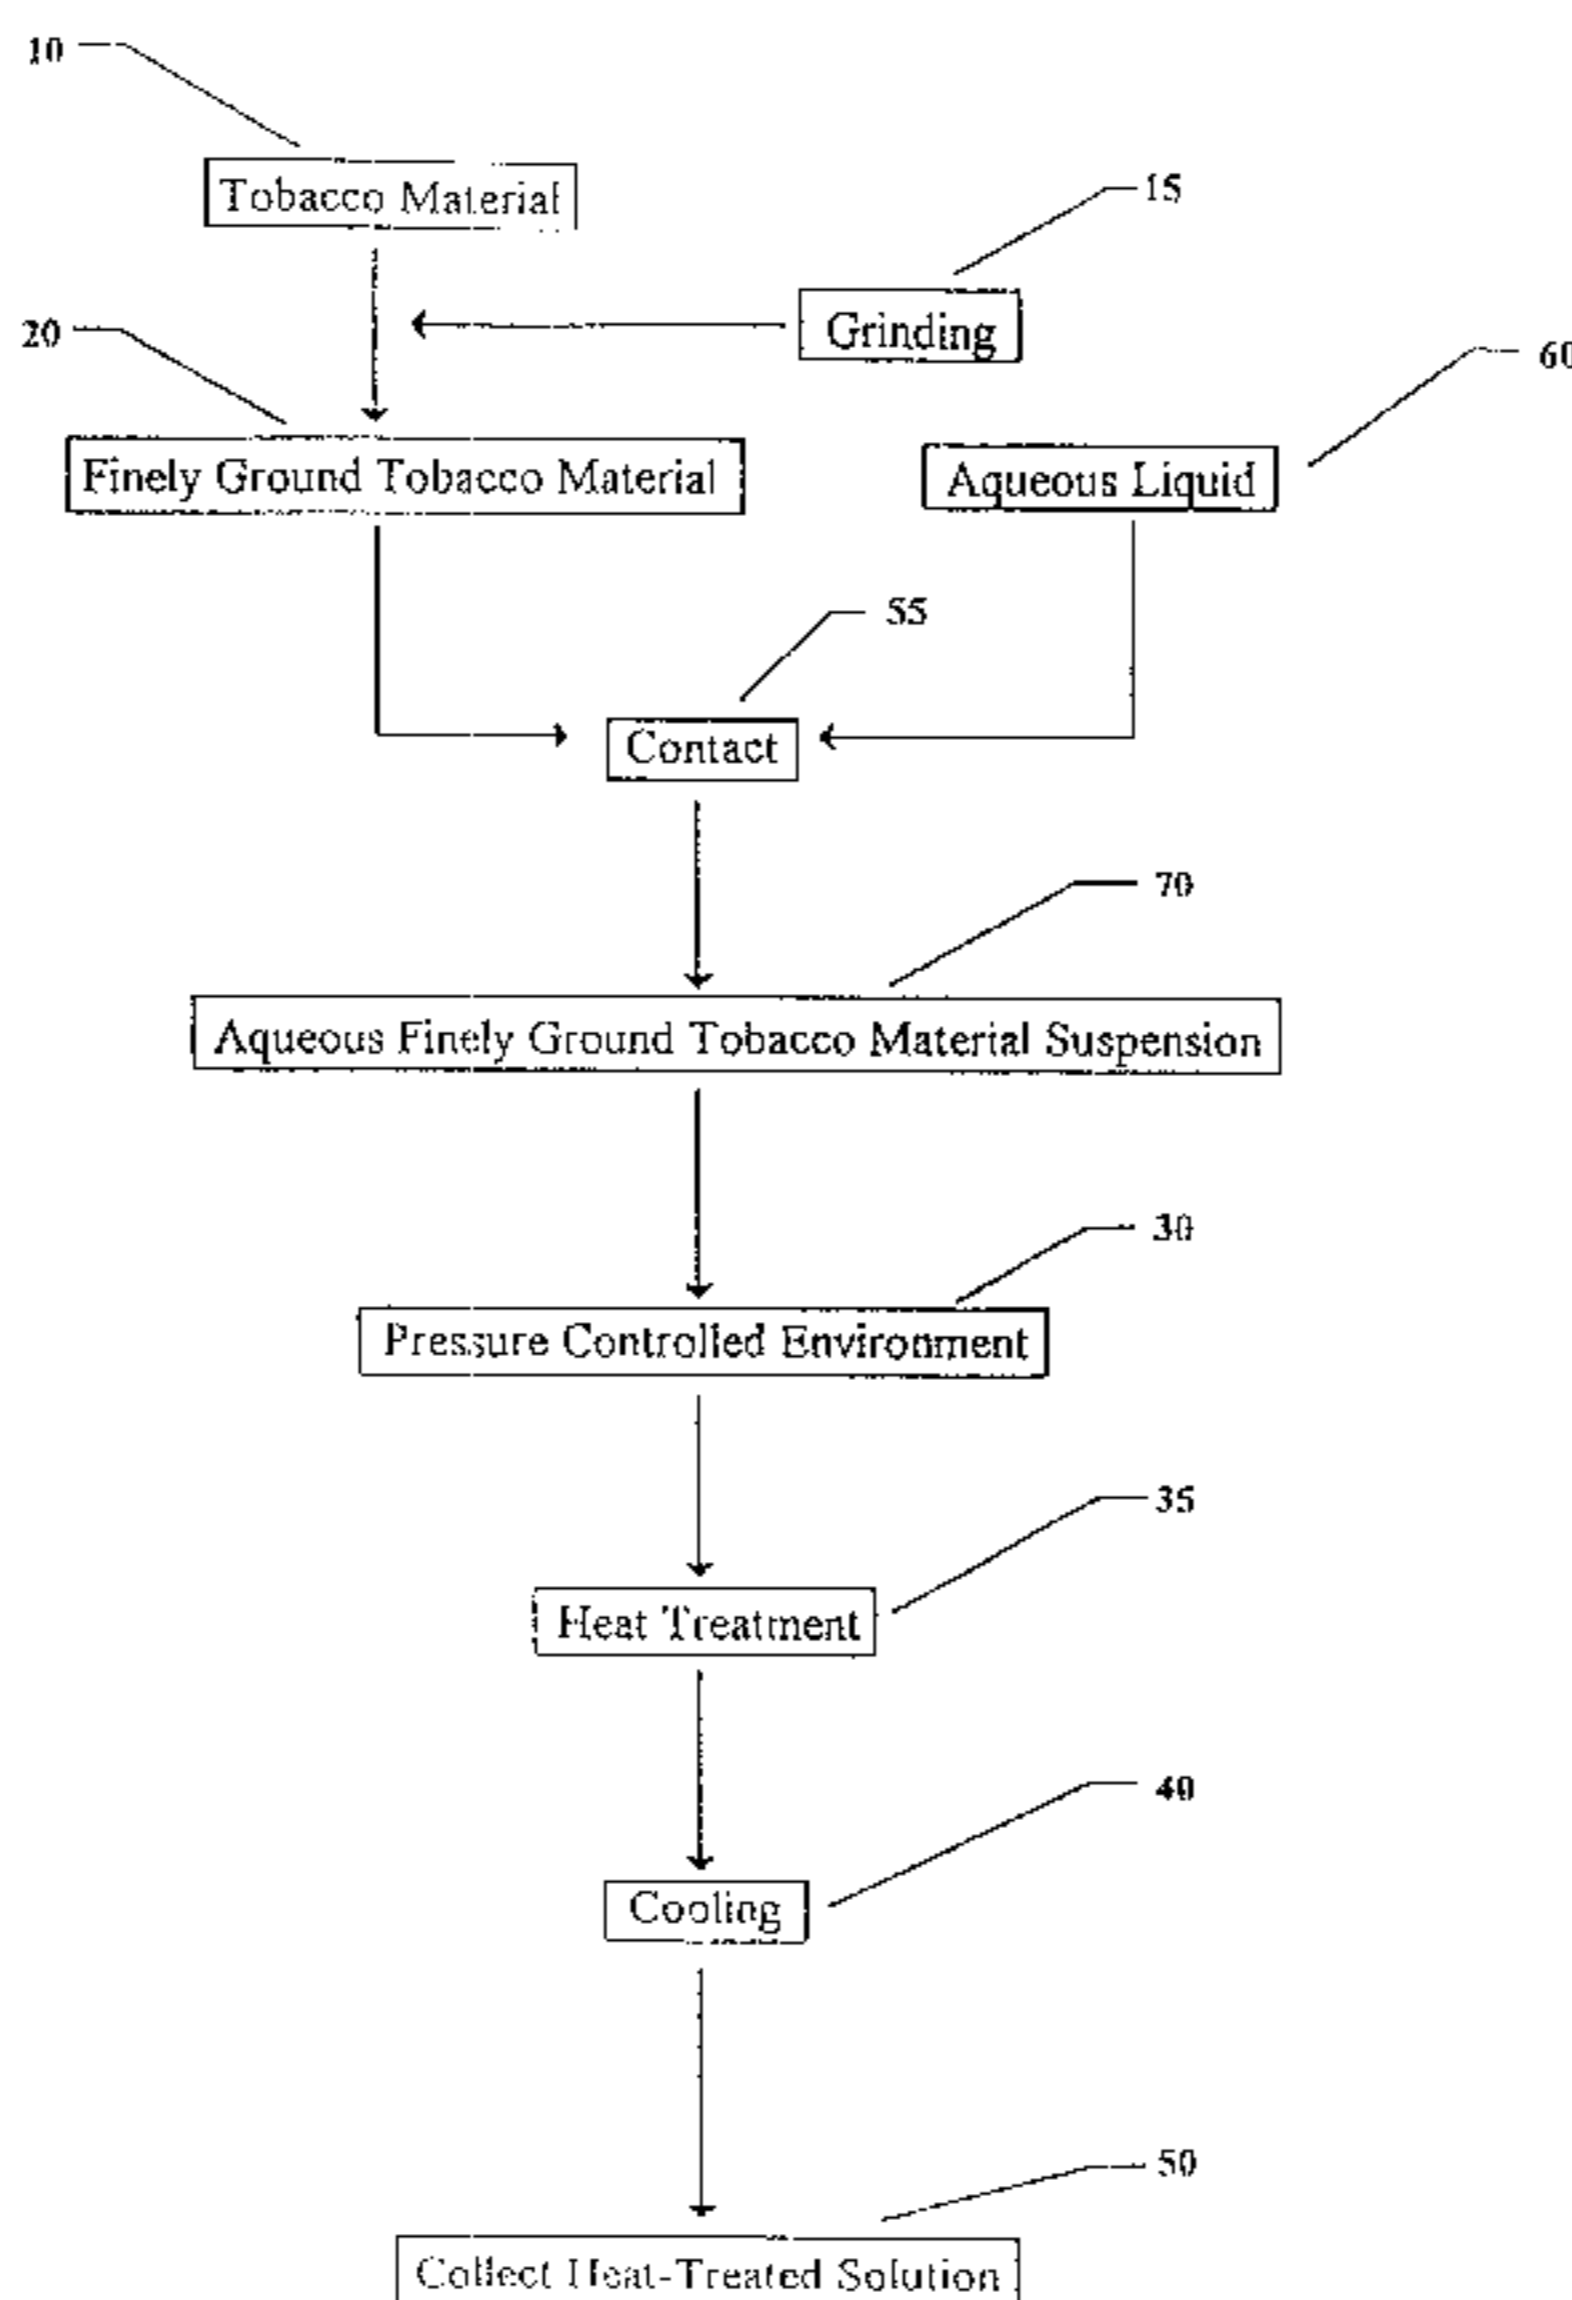 10
Tobacco Material
15
Grinding
20
60
Finely Ground Tobacco Material
Aqueous Liquid
55
Contact
70
Aqueous Finely Ground Tobacco Material Suspension
30
Pressure Controlled Environment
35
Heat Treatment
40
Cooling
50
Collect Heat-Treated Solution